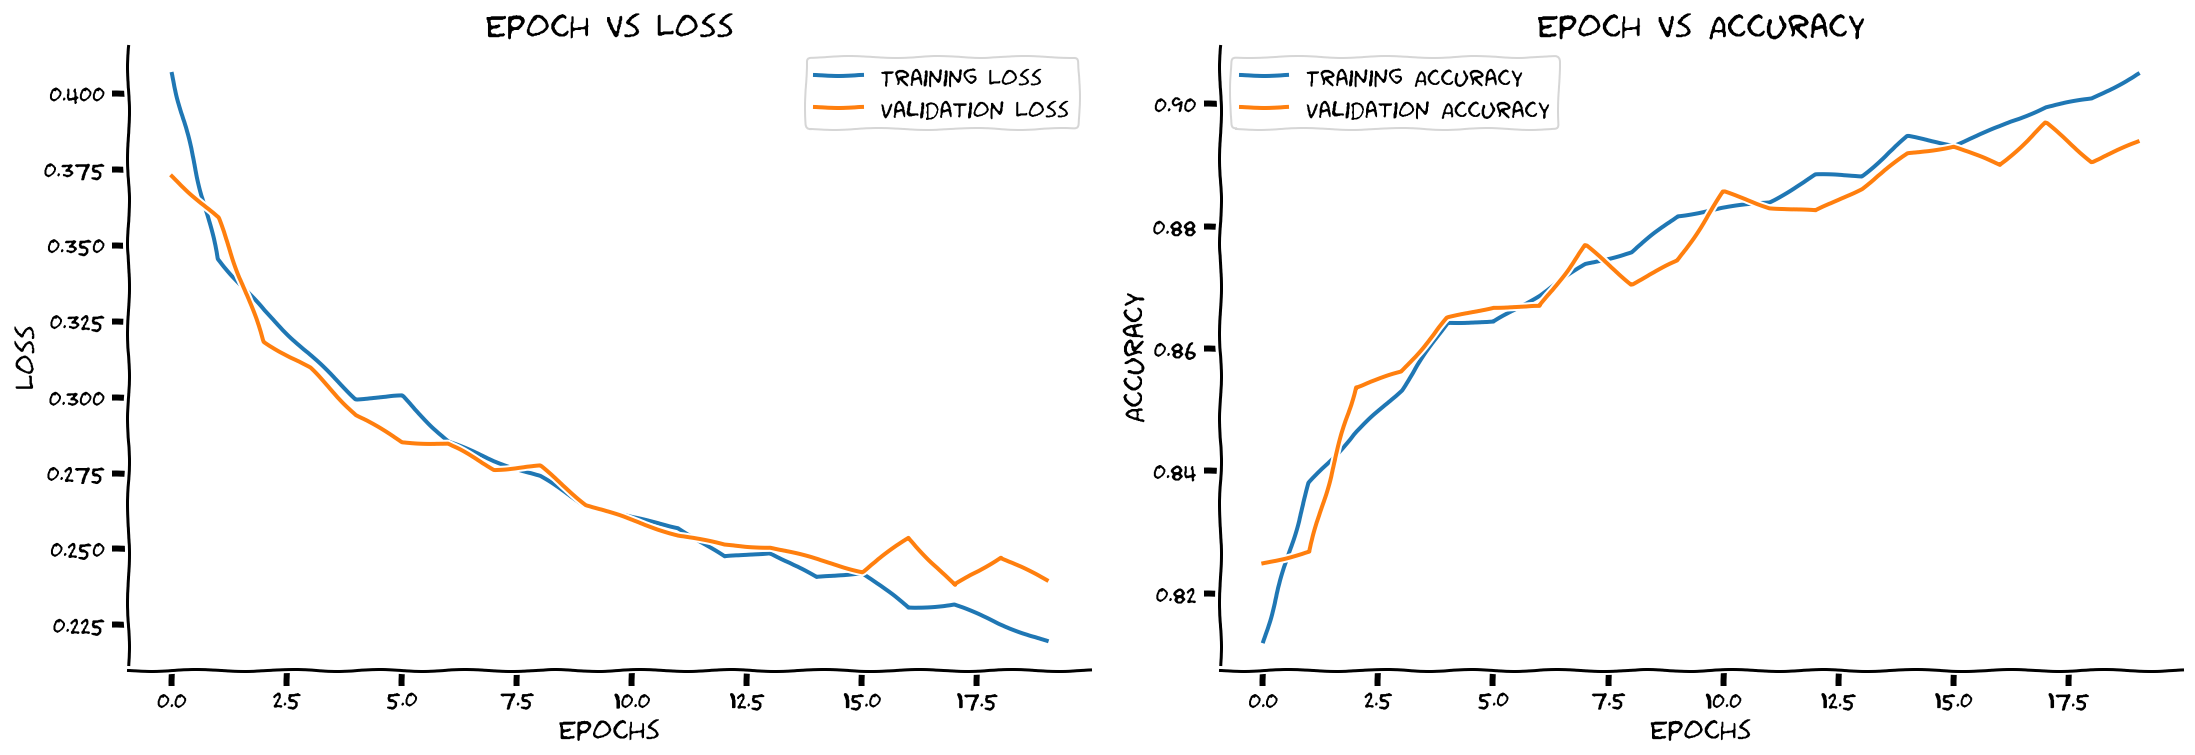 EPOCH VS LOSS
TRAINING LOSS
VALIDATION LOSS
0.400
0.375
0.350
0.325
0.300
0.275
0.250
0.225
LOSS
0.0 2.5 5.0 7.5 10.0 12.5 15.0 17.5
EPOCHS
EPOCH VS ACCURACY
TRAINING ACCURACY
VALIDATION ACCURACY
0.90
0.88
0.86
0.84
0.82
ACCURACY
0.0 2.5 5.0 7.5 10.0 12.5 15.0 17.5
EPOCHS